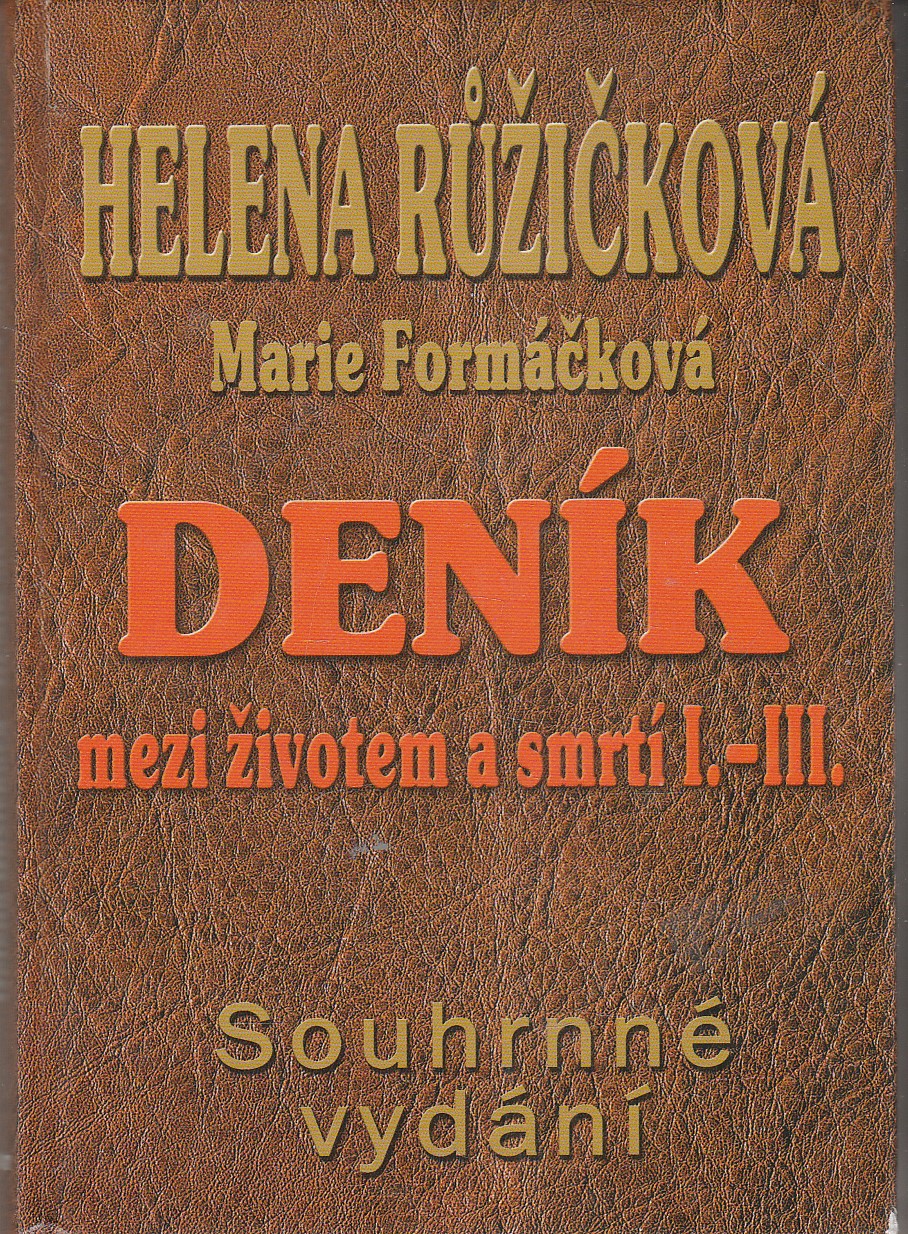 HELENA RŮŽIČKOVÁ
Marie Formáčková
DENÍK
mezi životem a smrtí I.-III.
Souhrnné
vydání